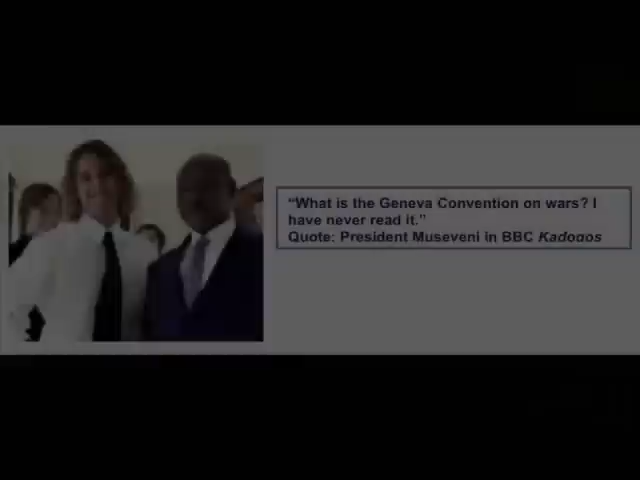 “What is the Geneva Convention on wars? I
have never read it.”
Quote: President Museveni in BBC Kadogos